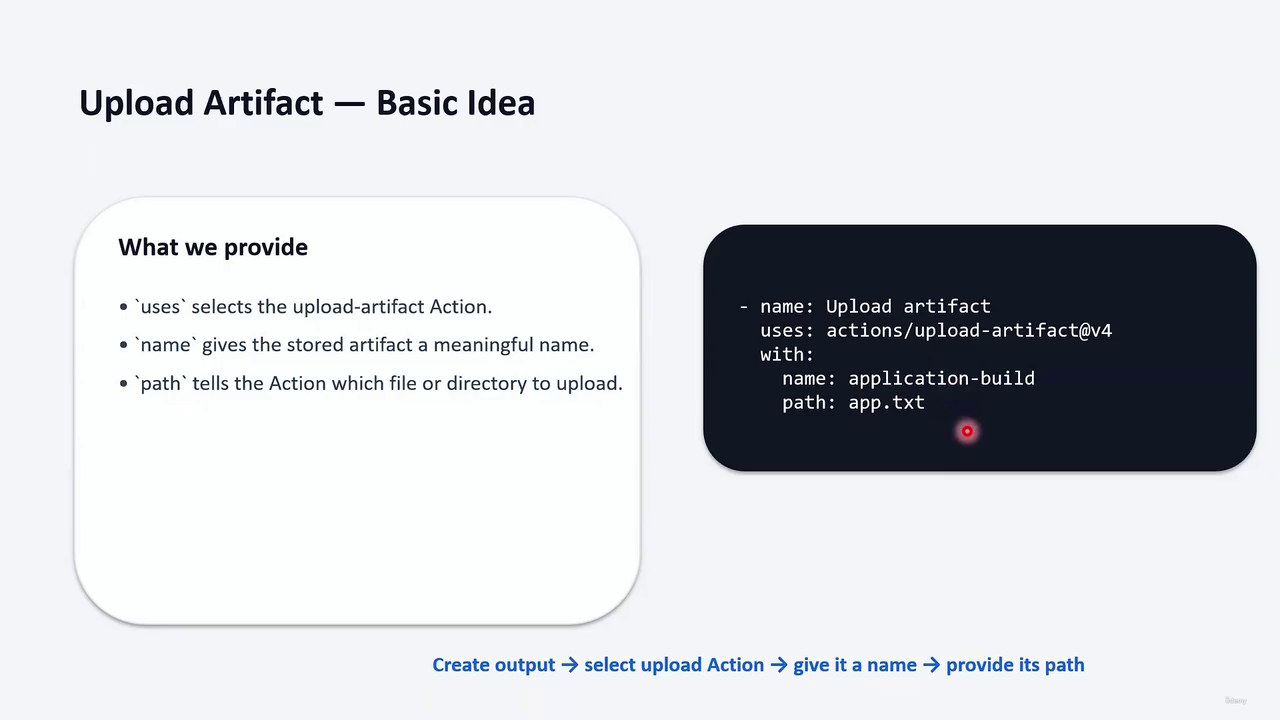 Upload Artifact — Basic Idea
What we provide
• `uses` selects the upload-artifact Action.
• `name` gives the stored artifact a meaningful name.
• `path` tells the Action which file or directory to upload.
- name: Upload artifact
  uses: actions/upload-artifact@v4
  with:
    name: application-build
    path: app.txt
Create output → select upload Action → give it a name → provide its path
Udemy